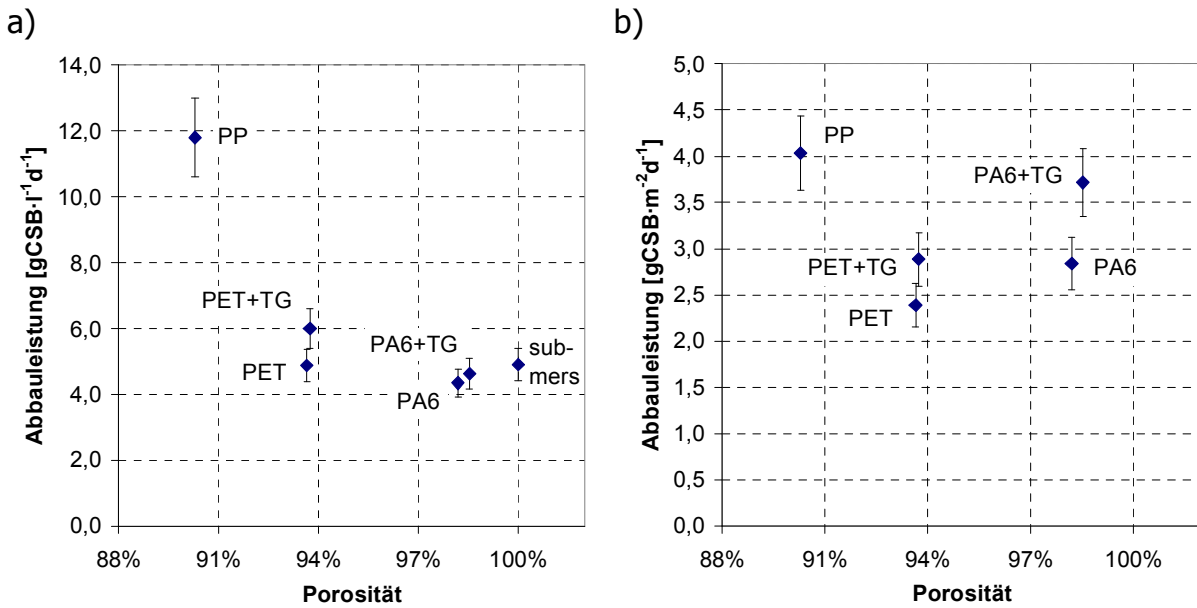 a)
Abbauleistung [gCSB·l⁻¹d⁻¹]
14,0
12,0
10,0
8,0
6,0
4,0
2,0
0,0
PP
PET+TG
PET
PA6+TG
PA6
sub-
mers
88% 91% 94% 97% 100%
Porosität
b)
Abbauleistung [gCSB·m⁻²d⁻¹]
5,0
4,5
4,0
3,5
3,0
2,5
2,0
1,5
1,0
0,5
0,0
PP
PA6+TG
PET+TG
PA6
PET
88% 91% 94% 97% 100%
Porosität